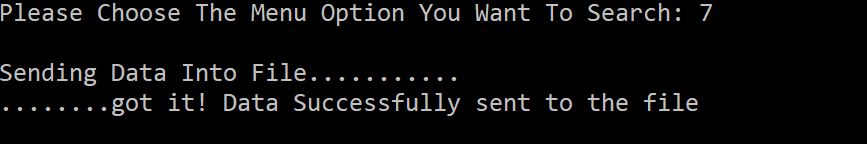 Please Choose The Menu Option You Want To Search: 7
Sending Data Into File...........
........got it! Data Successfully sent to the file